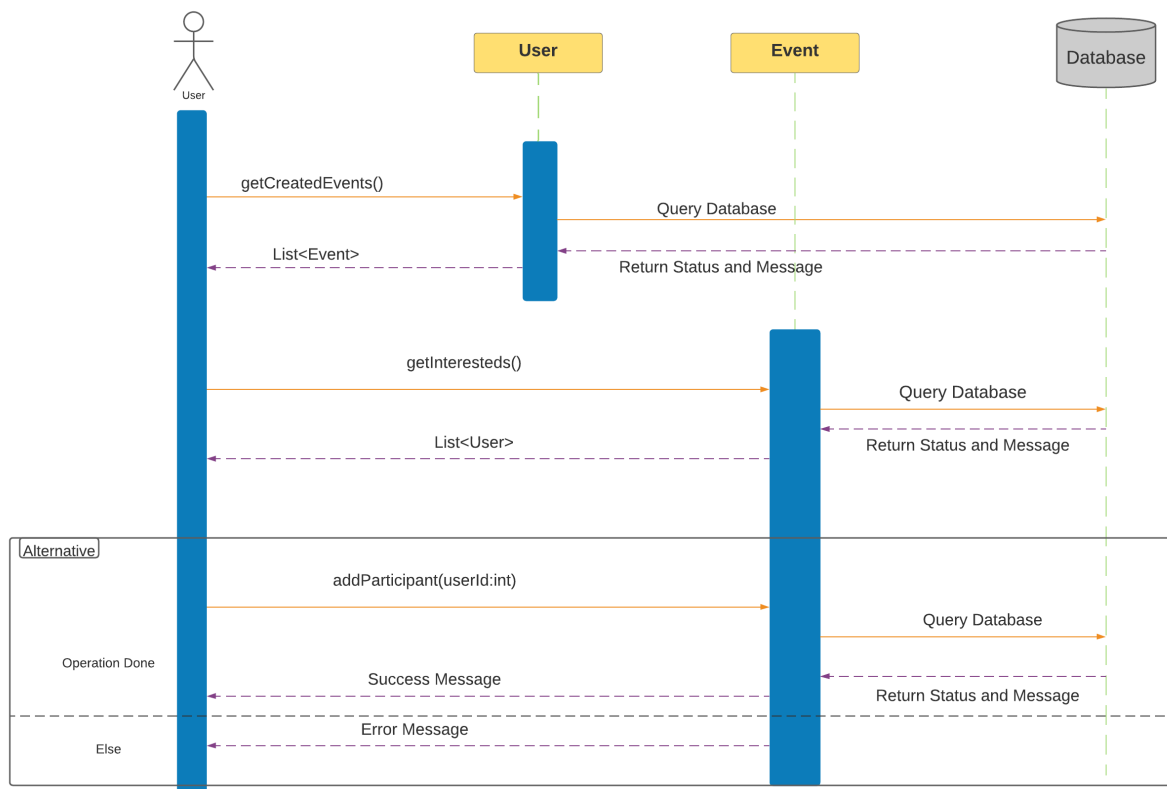 User
User
Event
Database
getCreatedEvents()
Query Database
List<Event>
Return Status and Message
getInteresteds()
Query Database
List<User>
Return Status and Message
Alternative
addParticipant(userId:int)
Query Database
Operation Done
Success Message
Return Status and Message
Error Message
Else